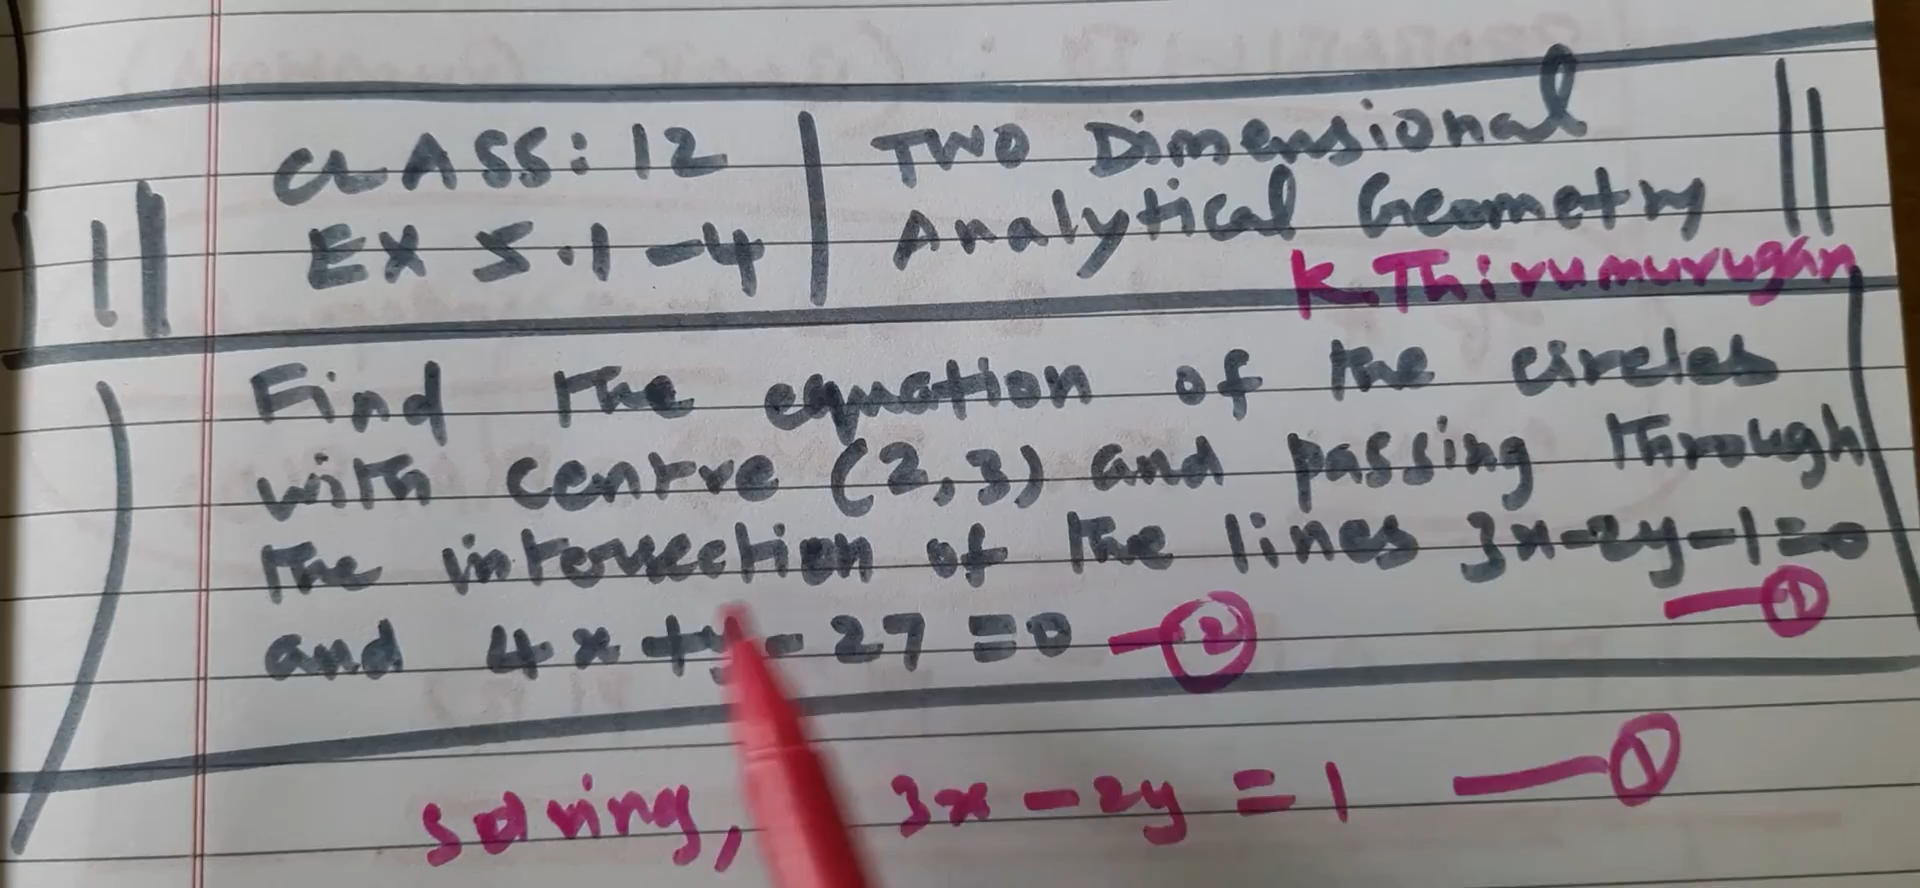 CLASS: 12
EX 5.1-4
TWO Dimensional
Analytical Geometry
K.Thirumurugan
Find the equation of the circles
with centre (2,3) and passing through
the intersection of the lines 3x-2y-1=0
—①
and 4x+y-27=0 —②
solving, 3x-2y=1 —①